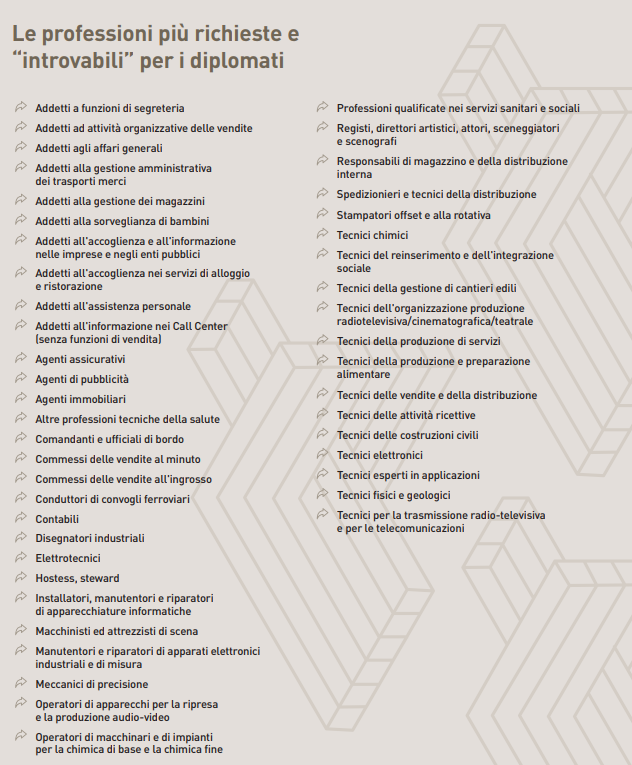 Le professioni più richieste e
“introvabili” per i diplomati
Addetti a funzioni di segreteria
Addetti ad attività organizzative delle vendite
Addetti agli affari generali
Addetti alla gestione amministrativa
dei trasporti merci
Addetti alla gestione dei magazzini
Addetti alla sorveglianza di bambini
Addetti all'accoglienza e all'informazione
nelle imprese e negli enti pubblici
Addetti all'accoglienza nei servizi di alloggio
e ristorazione
Addetti all'assistenza personale
Addetti all'informazione nei Call Center
(senza funzioni di vendita)
Agenti assicurativi
Agenti di pubblicità
Agenti immobiliari
Altre professioni tecniche della salute
Comandanti e ufficiali di bordo
Commessi delle vendite al minuto
Commessi delle vendite all'ingrosso
Conduttori di convogli ferroviari
Contabili
Disegnatori industriali
Elettrotecnici
Hostess, steward
Installatori, manutentori e riparatori
di apparecchiature informatiche
Macchinisti ed attrezzisti di scena
Manutentori e riparatori di apparati elettronici
industriali e di misura
Meccanici di precisione
Operatori di apparecchi per la ripresa
e la produzione audio-video
Operatori di macchinari e di impianti
per la chimica di base e la chimica fine
Professioni qualificate nei servizi sanitari e sociali
Registi, direttori artistici, attori, sceneggiatori
e scenografi
Responsabili di magazzino e della distribuzione
interna
Spedizionieri e tecnici della distribuzione
Stampatori offset e alla rotativa
Tecnici chimici
Tecnici del reinserimento e dell'integrazione
sociale
Tecnici della gestione di cantieri edili
Tecnici dell'organizzazione produzione
radiotelevisiva/cinematografica/teatrale
Tecnici della produzione di servizi
Tecnici della produzione e preparazione
alimentare
Tecnici delle vendite e della distribuzione
Tecnici delle attività ricettive
Tecnici delle costruzioni civili
Tecnici elettronici
Tecnici esperti in applicazioni
Tecnici fisici e geologici
Tecnici per la trasmissione radio-televisiva
e per le telecomunicazioni